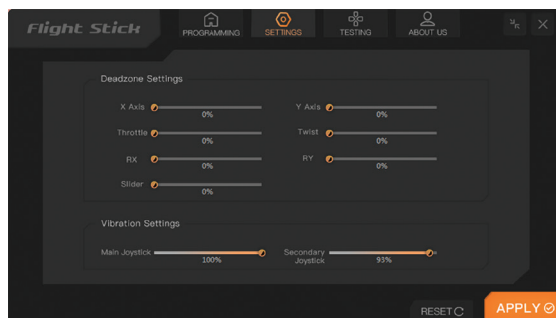 Flight Stick
PROGRAMMING SETTINGS TESTING ABOUT US
Deadzone Settings
X Axis 0% Y Axis 0%
Throttle 0% Twist 0%
RX 0% RY 0%
Slider 0%
Vibration Settings
Main Joystick 100% Secondary Joystick 93%
RESET APPLY